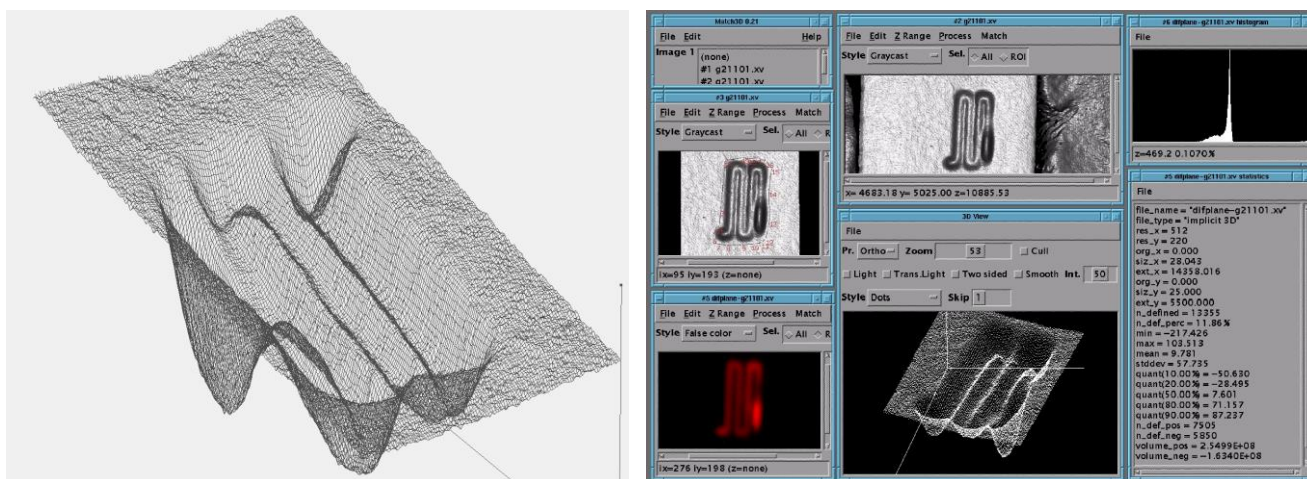 Match3D 0.21
File Edit Help
Image 1
(none)
#1 g21101.xv
#2 g21101.xv
#3 g21101.xv
File Edit Z Range Process Match
Style Graycast Sel. All R
ix=95 iy=193 (z=none)
#5 difplane-g21101.xv
File Edit Z Range Process Match
Style False color Sel. All R
ix=276 iy=198 (z=none)
#2 g21101.xv
File Edit Z Range Process Match
Style Graycast Sel. All ROI
x= 4683.18 y= 5025.00 z=10885.53
3D View
File
Pr. Ortho Zoom 53 Cull
Light Trans.Light Two sided Smooth Int. 50
Style Dots Skip 1
#6 difplane-g21101.xv histogram
File
z=469.2 0.1070%
#5 difplane-g21101.xv statistics
File
file_name = "difplane-g21101.xv"
file_type = "implicit 3D"
res_x = 512
res_y = 220
org_x = 0.000
siz_x = 28.043
ext_x = 14358.016
org_y = 0.000
siz_y = 25.000
ext_y = 5500.000
n_defined = 13355
n_def_perc = 11.86%
min = -217.426
max = 103.513
mean = 9.781
stddev = 57.735
quant(10.00%) = -50.630
quant(20.00%) = -28.495
quant(50.00%) = 7.601
quant(80.00%) = 71.157
quant(90.00%) = 87.237
n_def_pos = 7505
n_def_neg = 5850
volume_pos = 2.5499E+08
volume_neg = -1.6340E+08